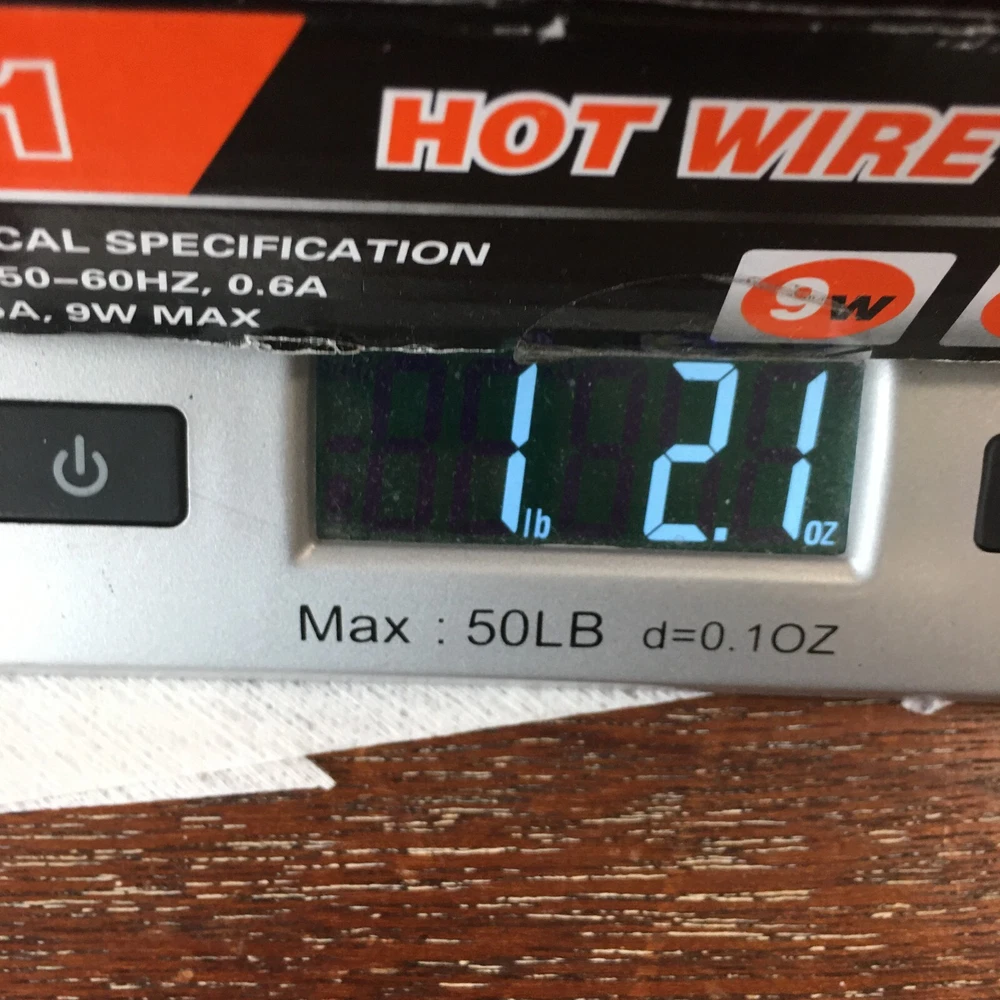 1
HOT WIRE
CAL SPECIFICATION
50-60HZ, 0.6A
A, 9W MAX
9W
1 lb 2.1 oz
Max : 50LB d=0.1OZ